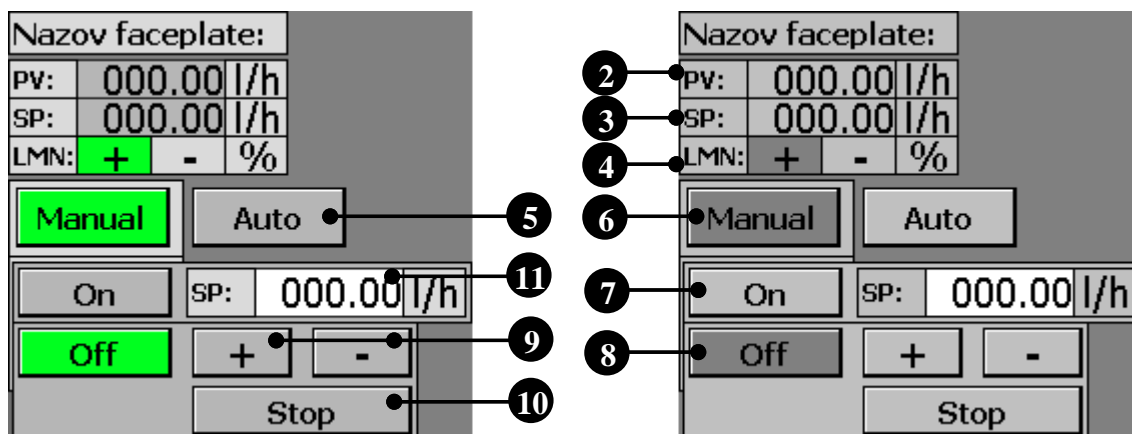 Nazov faceplate:
PV: 000.00 l/h
SP: 000.00 l/h
LMN: + - %
Manual Auto
On SP: 000.00 l/h
Off + -
Stop
5
11
9
10
Nazov faceplate:
2 PV: 000.00 l/h
3 SP: 000.00 l/h
4 LMN: + - %
6 Manual Auto
7 On SP: 000.00 l/h
8 Off + -
Stop